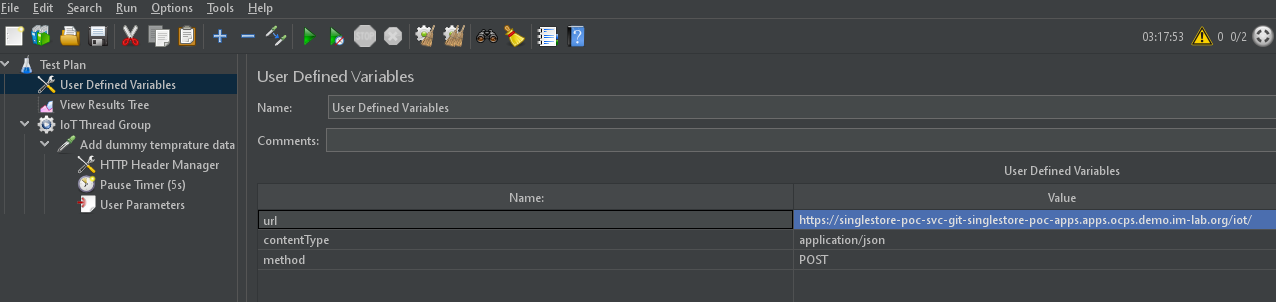 File Edit Search Run Options Tools Help
STOP 03:17:53 0 0/2
Test Plan
User Defined Variables
View Results Tree
IoT Thread Group
Add dummy temprature data
HTTP Header Manager
Pause Timer (5s)
User Parameters
User Defined Variables
Name: User Defined Variables
Comments:
User Defined Variables
Name: Value
url https://singlestore-poc-svc-git-singlestore-poc-apps.apps.ocps.demo.im-lab.org/iot/
contentType application/json
method POST